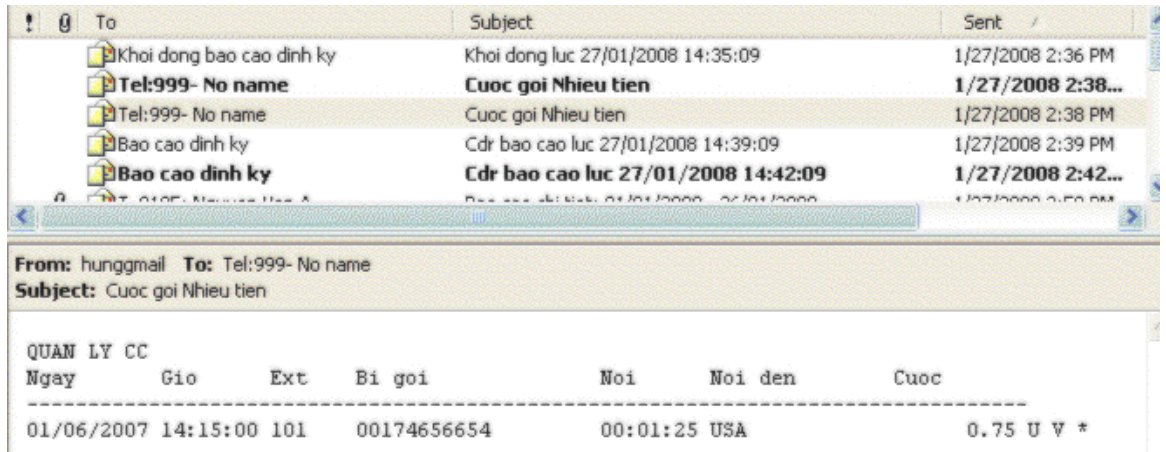 ! To Subject Sent
Khoi dong bao cao dinh ky Khoi dong luc 27/01/2008 14:35:09 1/27/2008 2:36 PM
Tel:999- No name Cuoc goi Nhieu tien 1/27/2008 2:38...
Tel:999- No name Cuoc goi Nhieu tien 1/27/2008 2:38 PM
Bao cao dinh ky Cdr bao cao luc 27/01/2008 14:39:09 1/27/2008 2:39 PM
Bao cao dinh ky Cdr bao cao luc 27/01/2008 14:42:09 1/27/2008 2:42...
From: hunggmail To: Tel:999- No name
Subject: Cuoc goi Nhieu tien
QUAN LY CC
Ngay Gio Ext Bi goi Noi Noi den Cuoc
01/06/2007 14:15:00 101 00174656654 00:01:25 USA 0.75 U V *